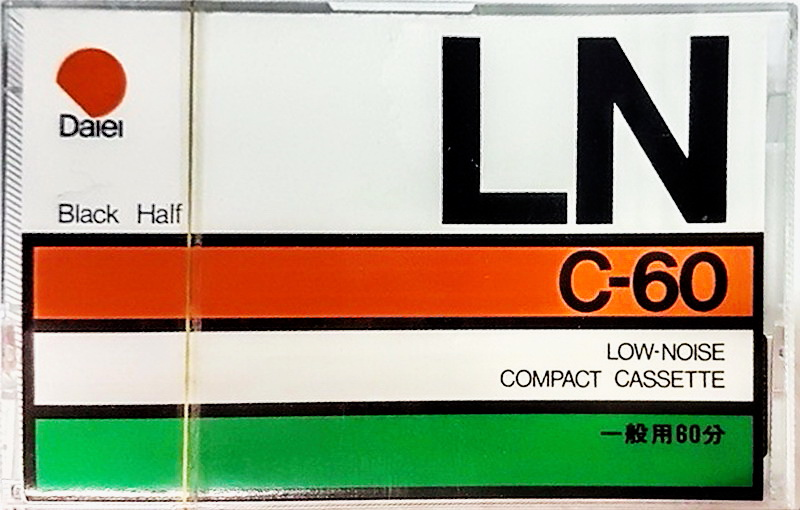 Daiei
Black Half
LN
C-60
LOW-NOISE
COMPACT CASSETTE
一般用60分